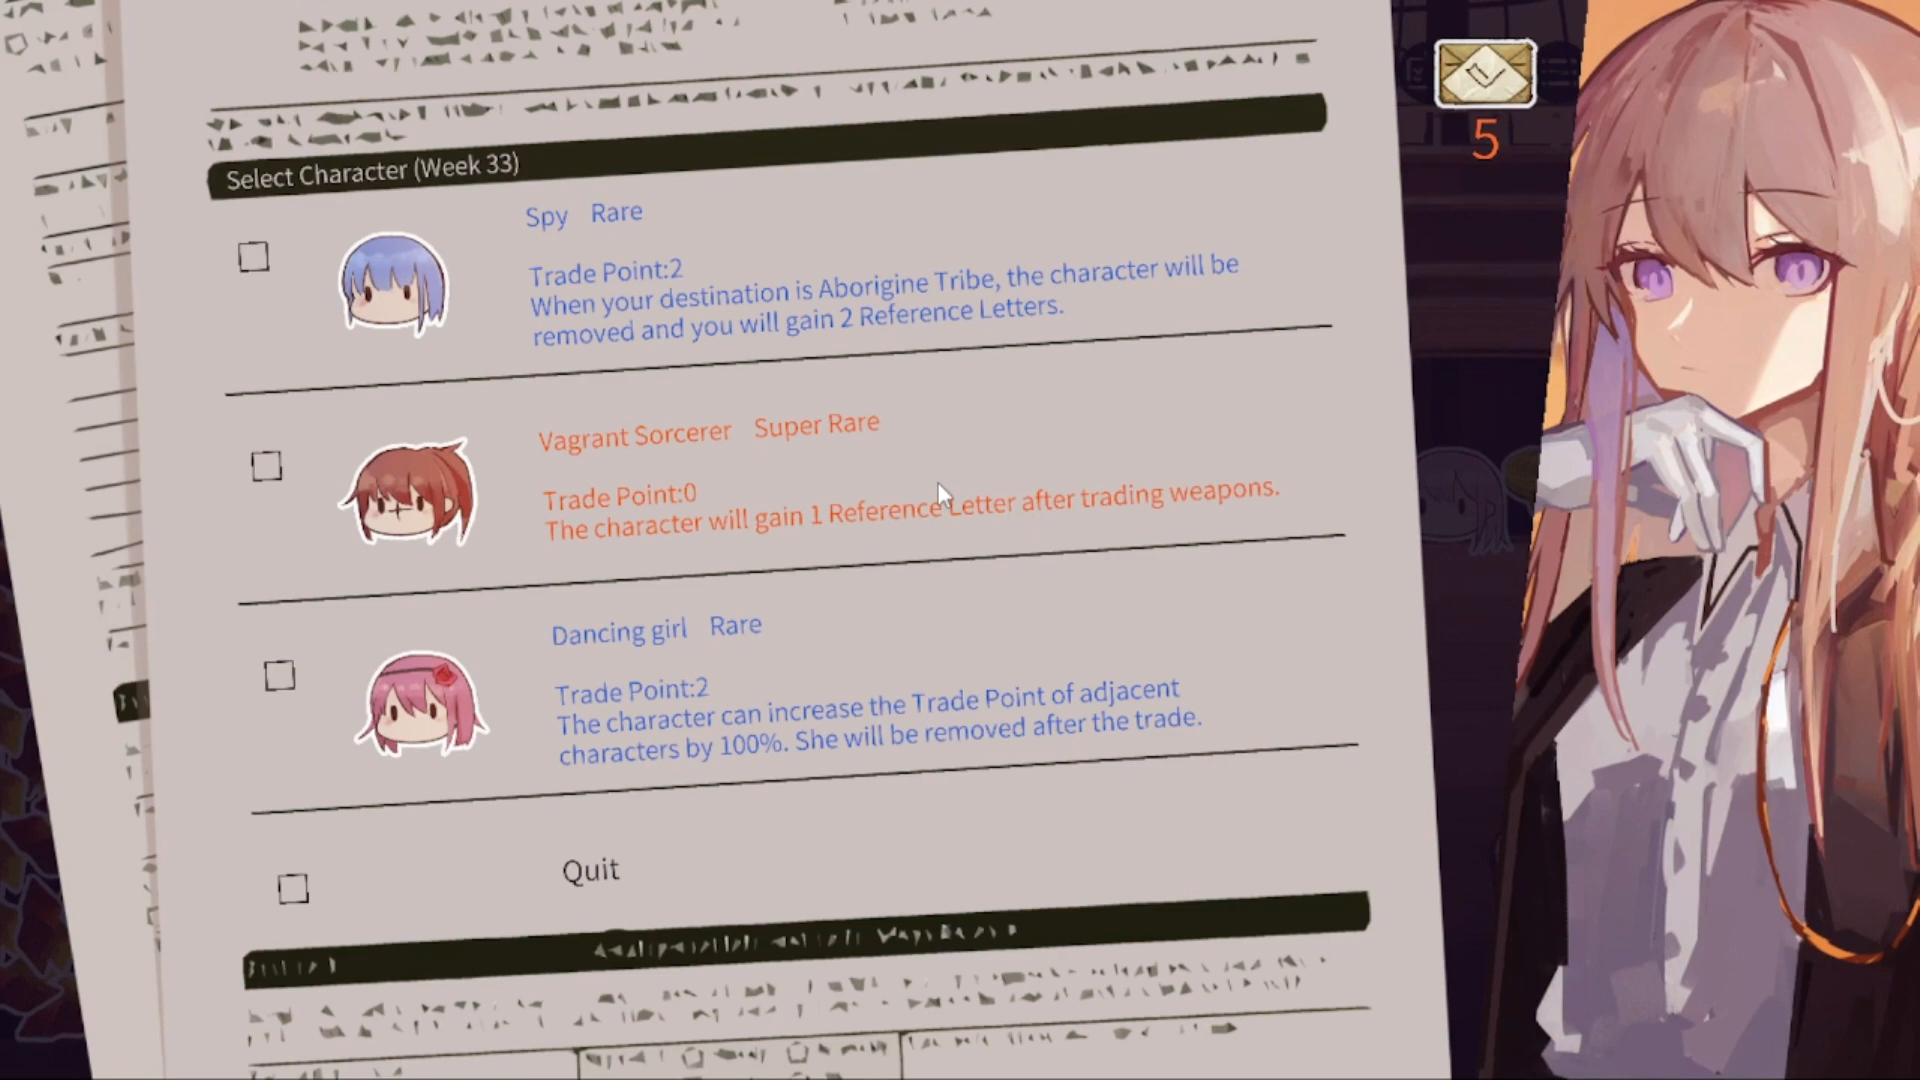 Select Character (Week 33)
Spy Rare
Trade Point:2
When your destination is Aborigine Tribe, the character will be
removed and you will gain 2 Reference Letters.
Vagrant Sorcerer Super Rare
Trade Point:0
The character will gain 1 Reference Letter after trading weapons.
Dancing girl Rare
Trade Point:2
The character can increase the Trade Point of adjacent
characters by 100%. She will be removed after the trade.
Quit
5